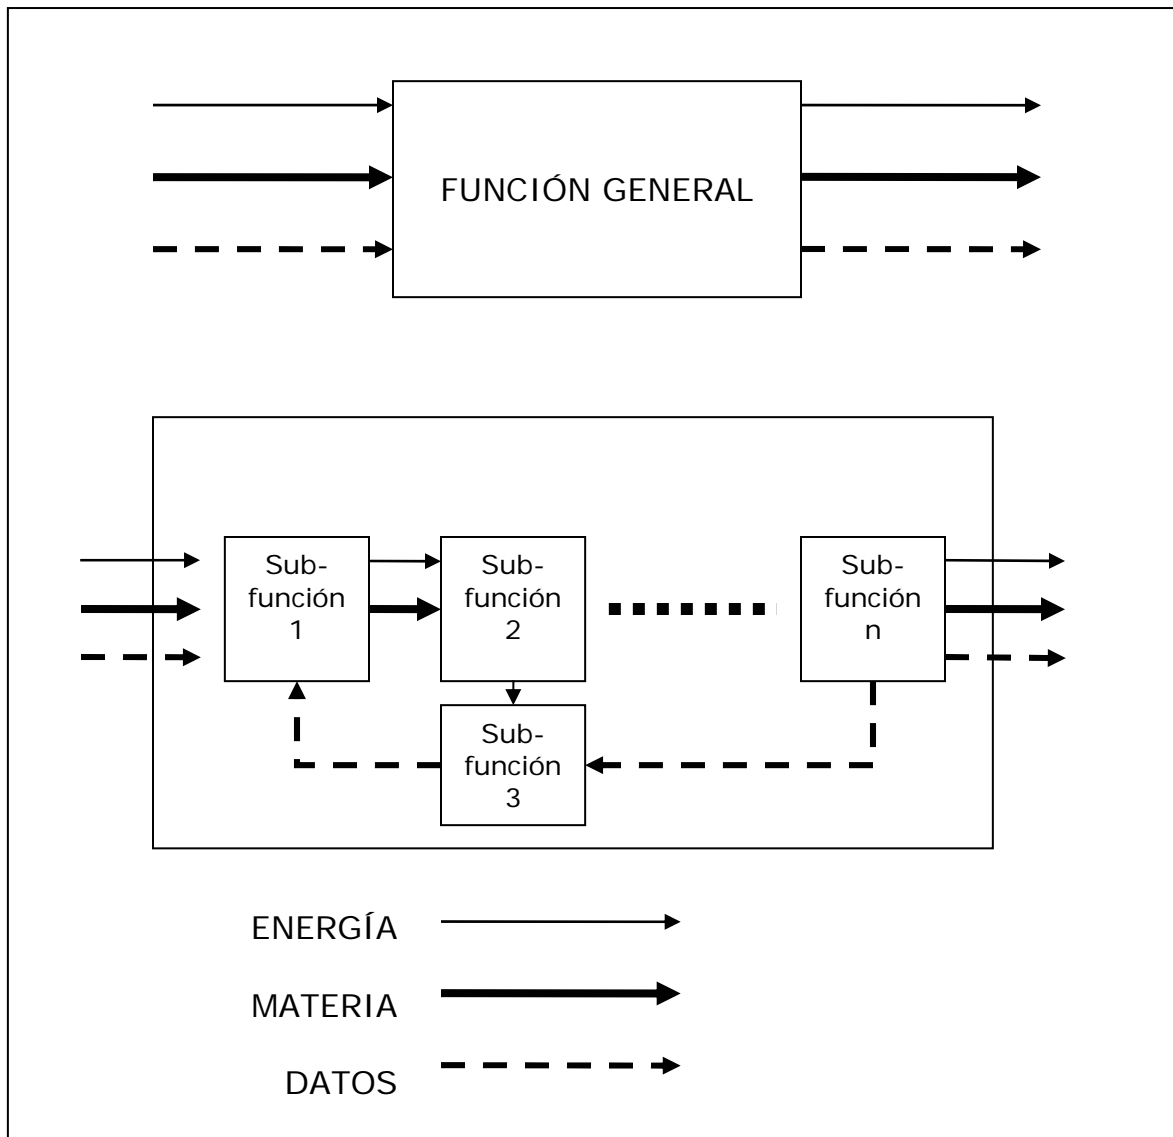 FUNCIÓN GENERAL
Sub-
función
1
Sub-
función
2
Sub-
función
n
Sub-
función
3
ENERGÍA
MATERIA
DATOS